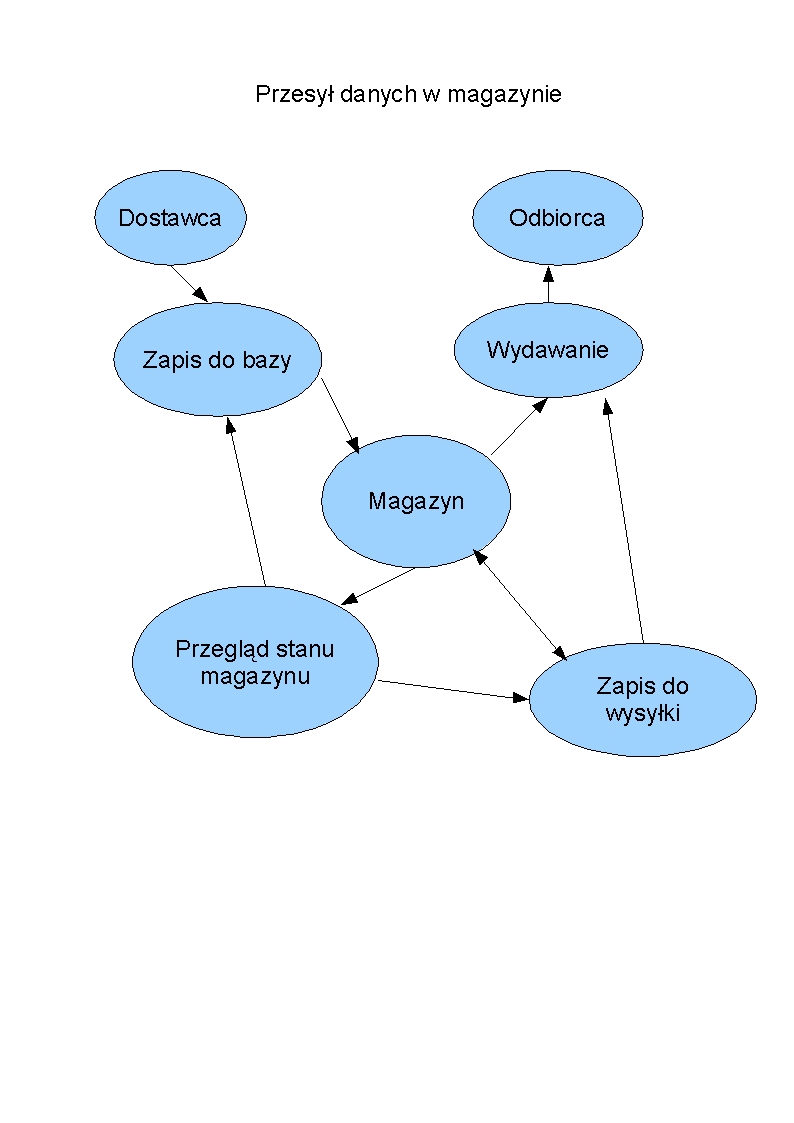 Przesył danych w magazynie
Dostawca
Odbiorca
Zapis do bazy
Wydawanie
Magazyn
Przegląd stanu
magazynu
Zapis do
wysyłki